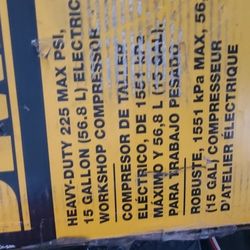 HEAVY-DUTY 225 MAX PSI,
15 GALLON (56.8 L) ELECTRIC
WORKSHOP COMPRESSOR
COMPRESOR DE TALLER
ELÉCTRICO, DE 1551 kPa
MÁXIMO Y 56,8 L (15 GAL)
PARA TRABAJO PESADO
ROBUSTE, 1551 kPa MAX, 56,
(15 GAL) COMPRESSEUR
D'ATELIER ÉLECTRIQUE